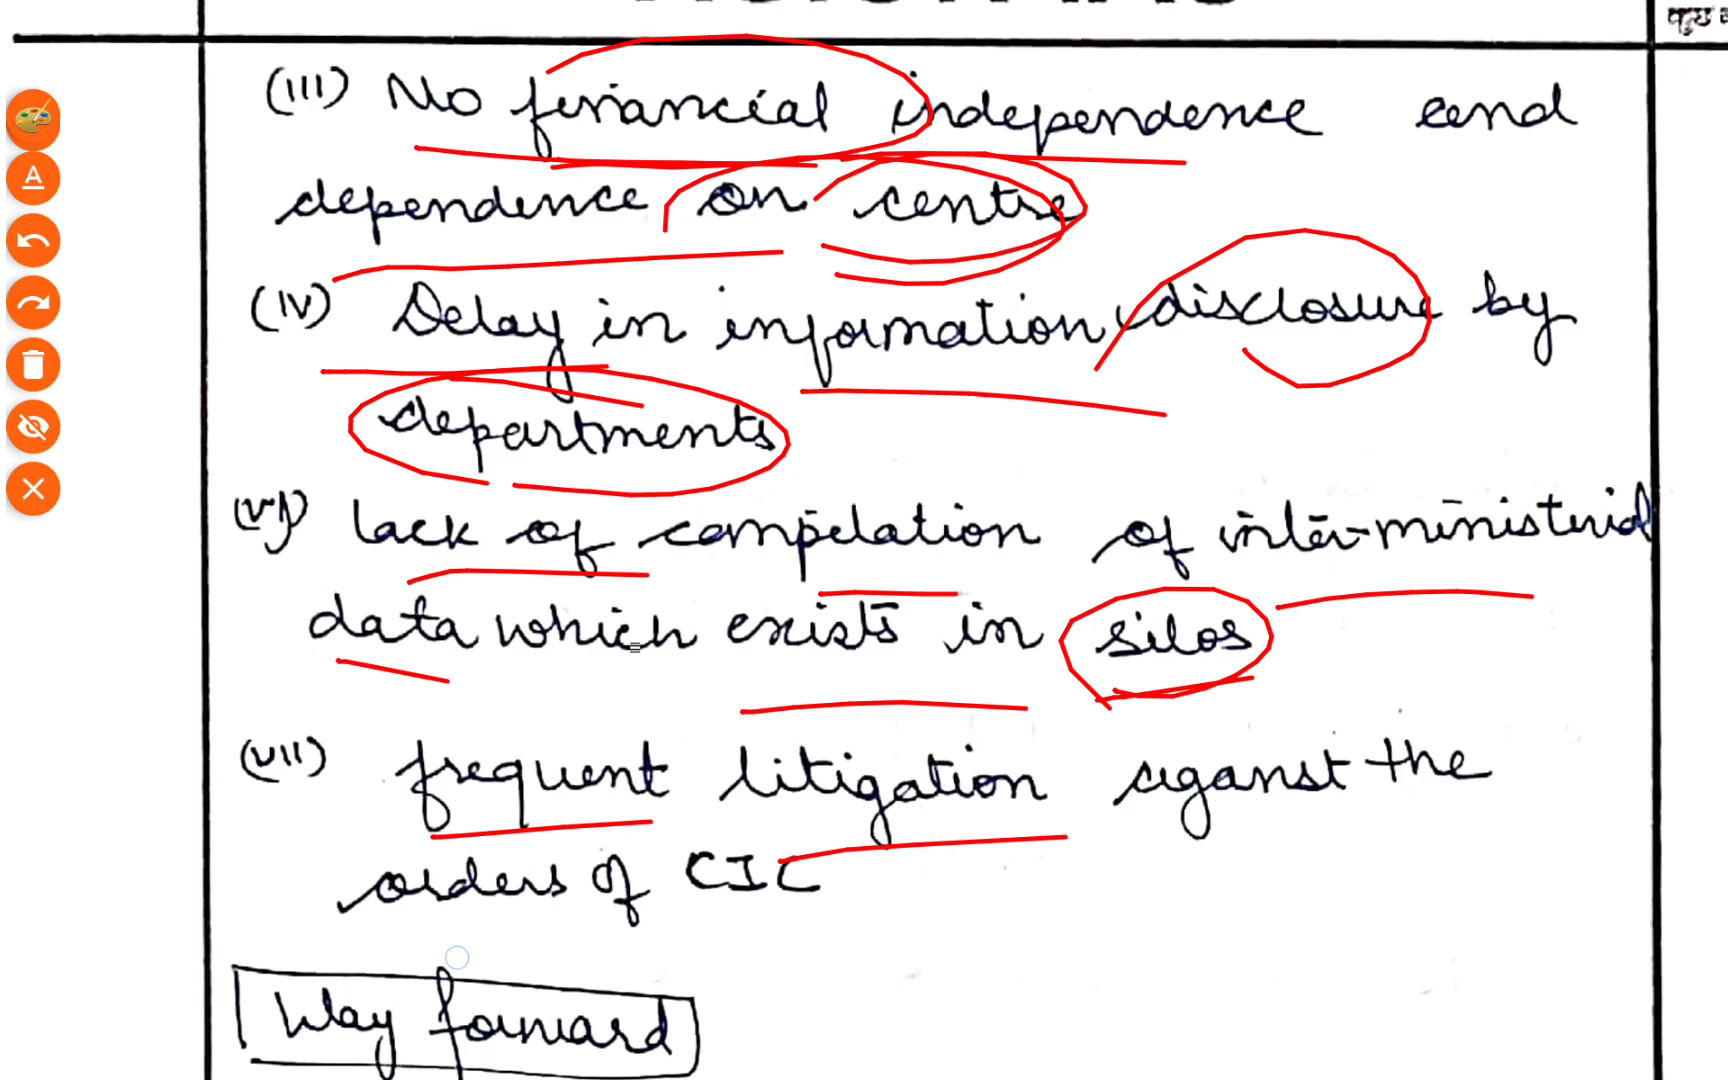 (iii) No financial independence and
dependence on centre
(iv) Delay in information disclosure by
departments
(vi) lack of compilation of inter-ministerial
data which exists in silos
(vii) frequent litigation aganst the
orders of CIC
Way forward